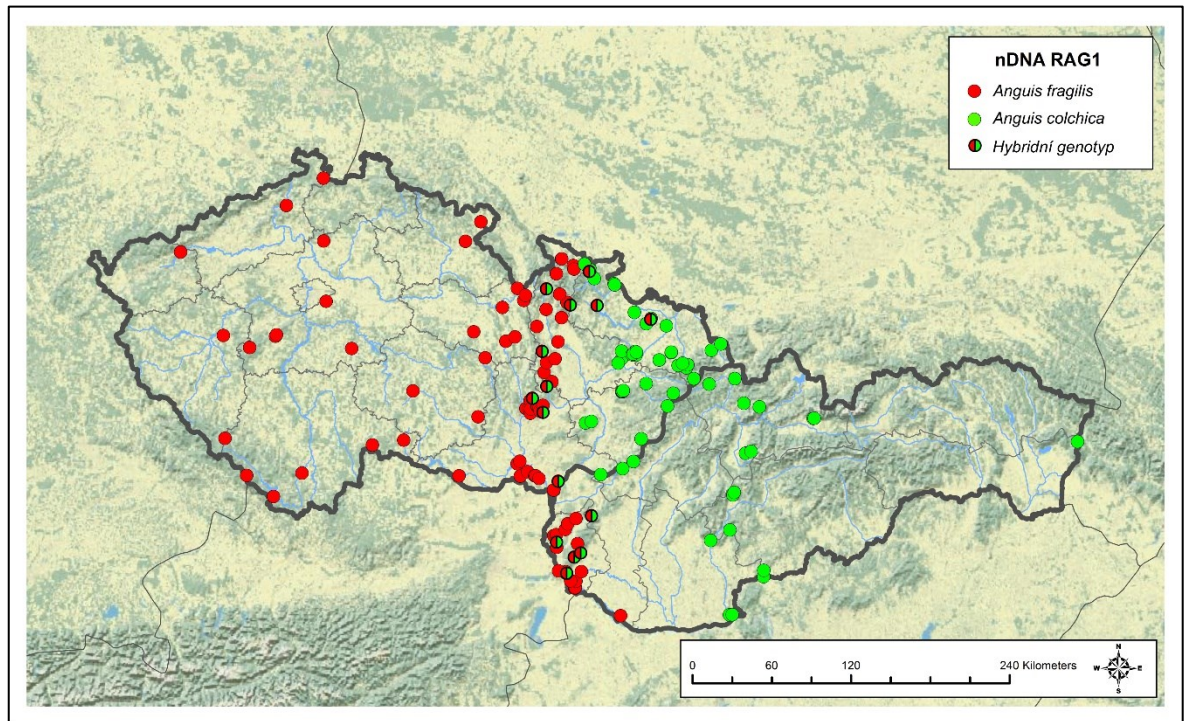 nDNA RAG1
Anguis fragilis
Anguis colchica
Hybridní genotyp
0 60 120 240 Kilometers
N
W E
S